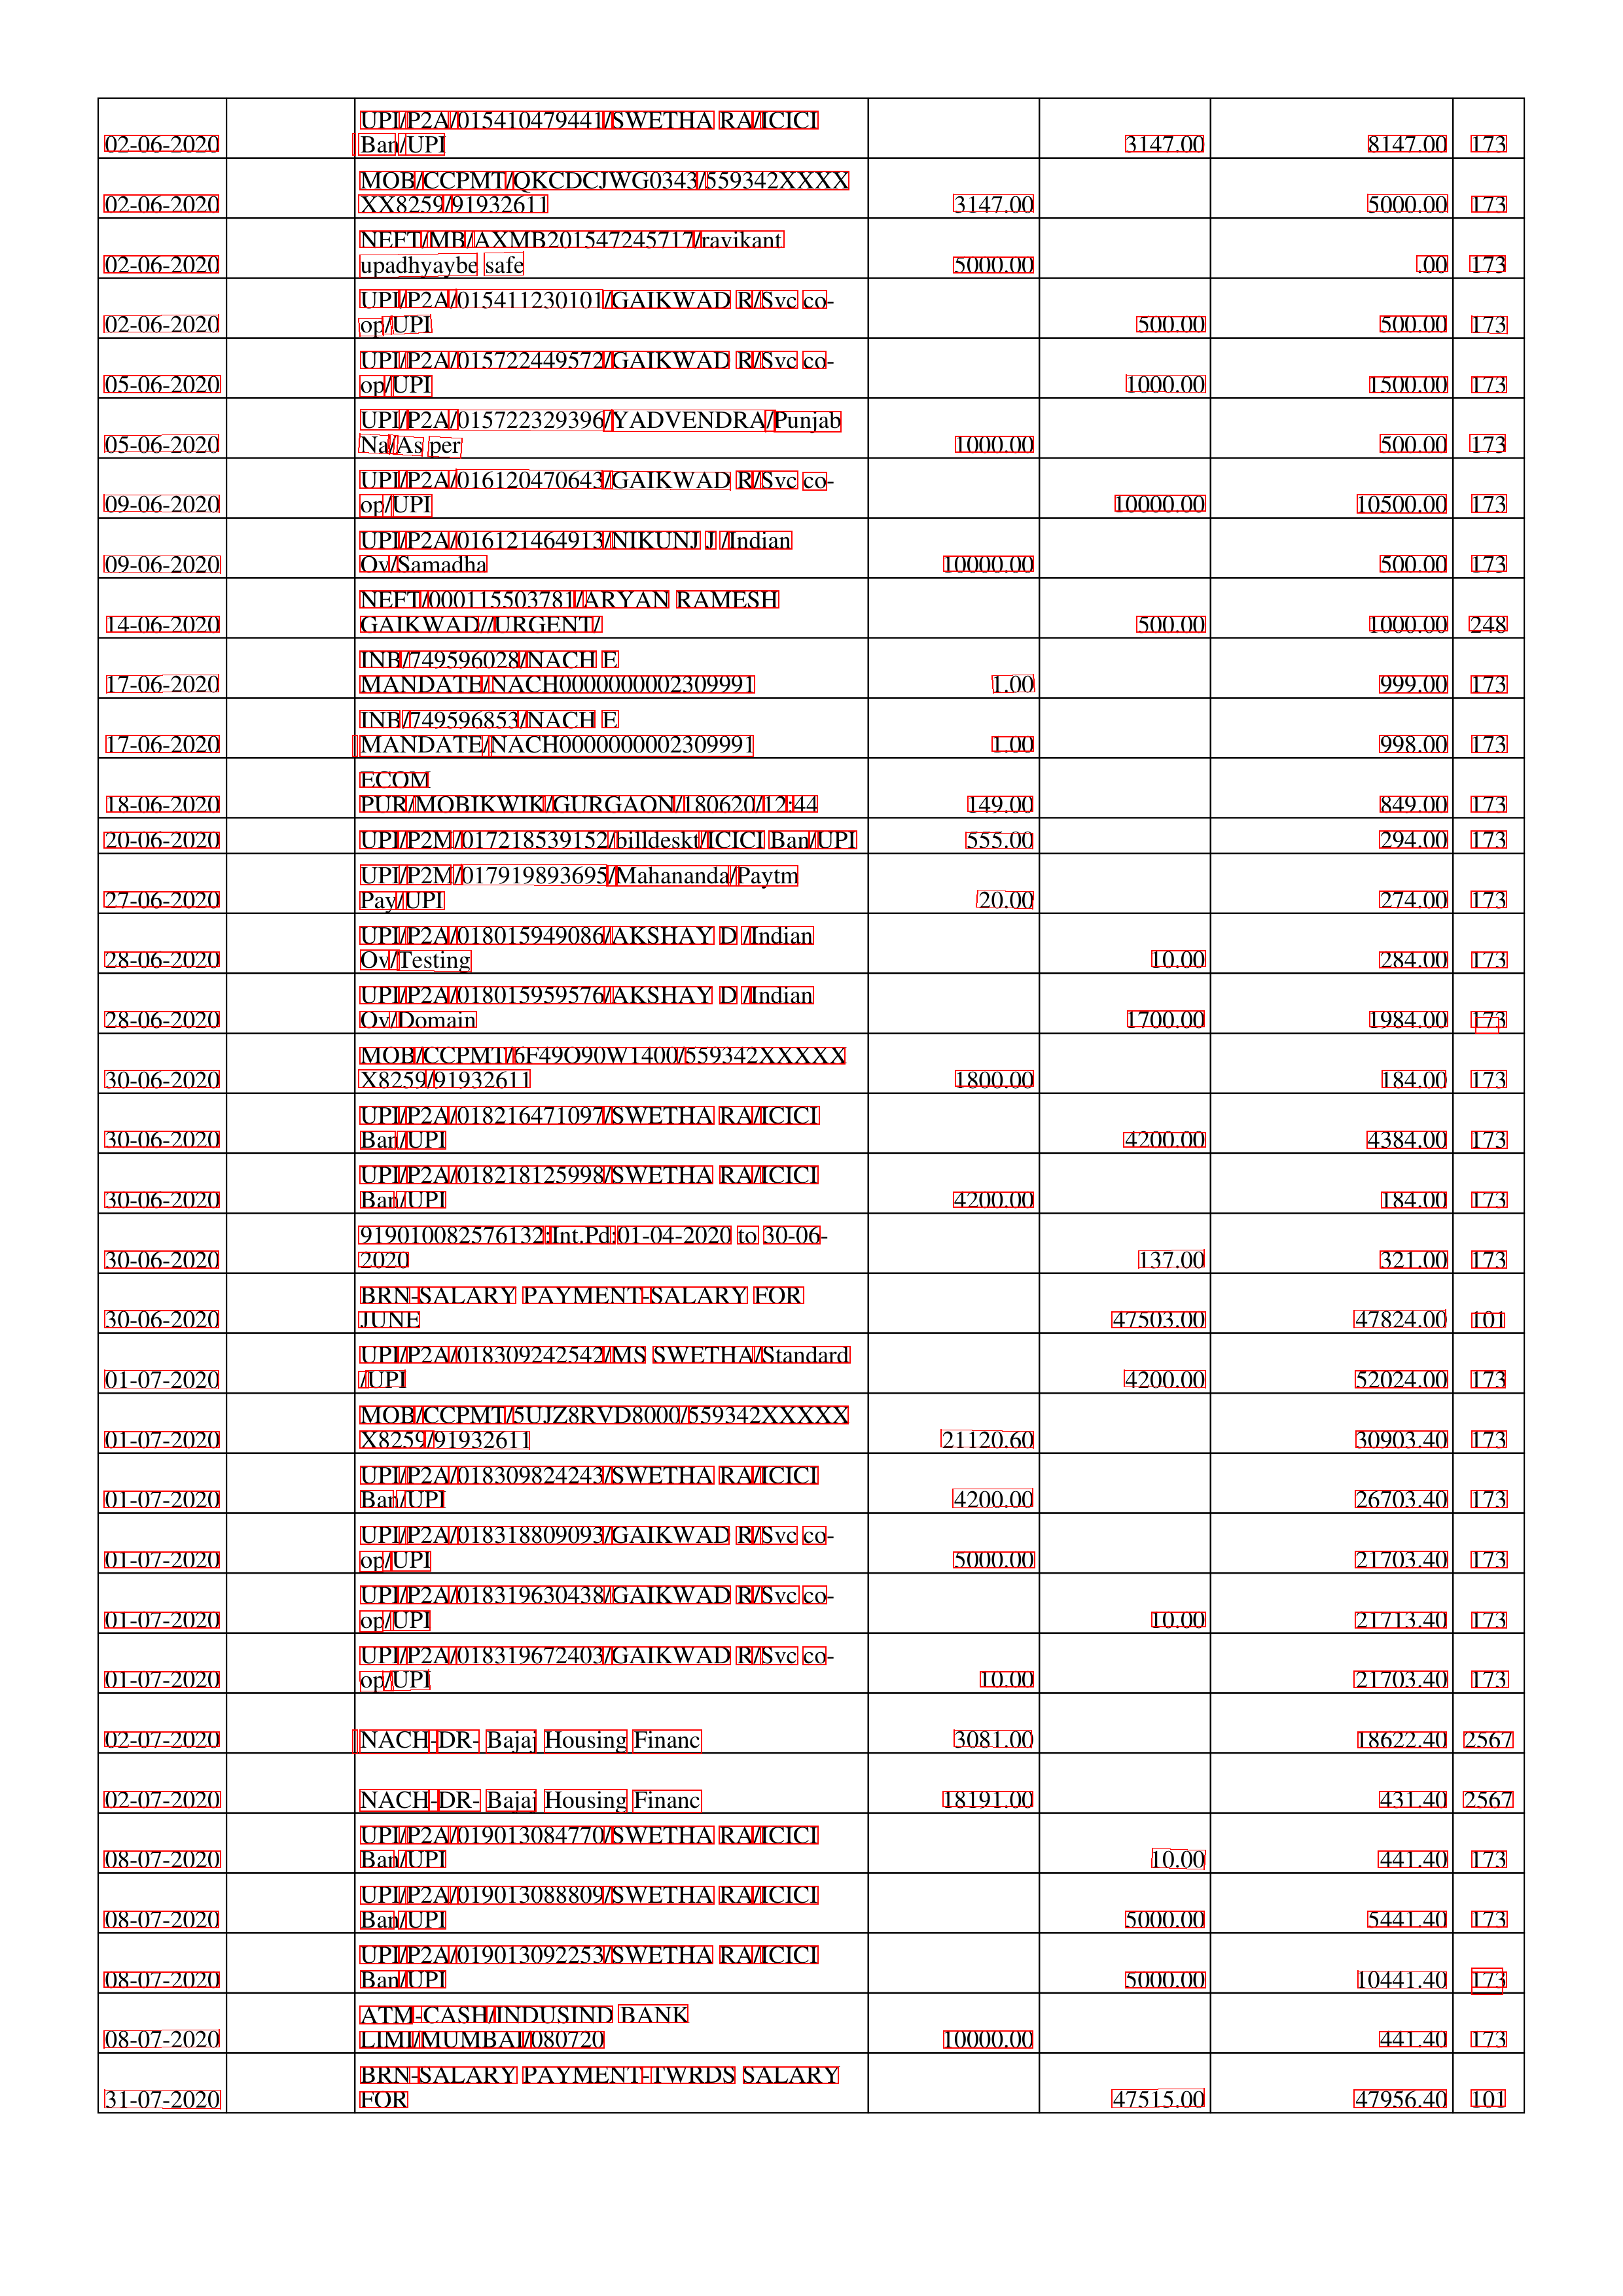 UPI/P2A/015410479441/SWETHA RA/ICICI
02-06-2020 Ban/UPI 3147.00 8147.00 173
MOB/CCPMT/QKCDCJWG0343/559342XXXX
02-06-2020 XX8259/91932611 3147.00 5000.00 173
NEFT/MB/AXMB201547245717/ravikant
02-06-2020 upadhyaybe safe 5000.00 .00 173
UPI/P2A/015411230101/GAIKWAD R/Svc co-
02-06-2020 op/UPI 500.00 500.00 173
UPI/P2A/015722449572/GAIKWAD R/Svc co-
05-06-2020 op/UPI 1000.00 1500.00 173
UPI/P2A/015722329396/YADVENDRA/Punjab
05-06-2020 Na/As per 1000.00 500.00 173
UPI/P2A/016120470643/GAIKWAD R/Svc co-
09-06-2020 op/UPI 10000.00 10500.00 173
UPI/P2A/016121464913/NIKUNJ J /Indian
09-06-2020 Ov/Samadha 10000.00 500.00 173
NEFT/000115503781/ARYAN RAMESH
14-06-2020 GAIKWAD//URGENT/ 500.00 1000.00 248
INB/749596028/NACH E
17-06-2020 MANDATE/NACH0000000002309991 1.00 999.00 173
INB/749596853/NACH E
17-06-2020 MANDATE/NACH0000000002309991 1.00 998.00 173
ECOM
18-06-2020 PUR/MOBIKWIK/GURGAON/180620/12:44 149.00 849.00 173
20-06-2020 UPI/P2M/017218539152/billdeskt/ICICI Ban/UPI 555.00 294.00 173
UPI/P2M/017919893695/Mahananda/Paytm
27-06-2020 Pay/UPI 20.00 274.00 173
UPI/P2A/018015949086/AKSHAY D /Indian
28-06-2020 Ov/Testing 10.00 284.00 173
UPI/P2A/018015959576/AKSHAY D /Indian
28-06-2020 Ov/Domain 1700.00 1984.00 173
MOB/CCPMT/6F49O90W1400/559342XXXXX
30-06-2020 X8259/91932611 1800.00 184.00 173
UPI/P2A/018216471097/SWETHA RA/ICICI
30-06-2020 Ban/UPI 4200.00 4384.00 173
UPI/P2A/018218125998/SWETHA RA/ICICI
30-06-2020 Ban/UPI 4200.00 184.00 173
919010082576132:Int.Pd:01-04-2020 to 30-06-
30-06-2020 2020 137.00 321.00 173
BRN-SALARY PAYMENT-SALARY FOR
30-06-2020 JUNE 47503.00 47824.00 101
UPI/P2A/018309242542/MS SWETHA/Standard
01-07-2020 /UPI 4200.00 52024.00 173
MOB/CCPMT/5UJZ8RVD8000/559342XXXXX
01-07-2020 X8259/91932611 21120.60 30903.40 173
UPI/P2A/018309824243/SWETHA RA/ICICI
01-07-2020 Ban/UPI 4200.00 26703.40 173
UPI/P2A/018318809093/GAIKWAD R/Svc co-
01-07-2020 op/UPI 5000.00 21703.40 173
UPI/P2A/018319630438/GAIKWAD R/Svc co-
01-07-2020 op/UPI 10.00 21713.40 173
UPI/P2A/018319672403/GAIKWAD R/Svc co-
01-07-2020 op/UPI 10.00 21703.40 173
02-07-2020 NACH-DR- Bajaj Housing Financ 3081.00 18622.40 2567
02-07-2020 NACH-DR- Bajaj Housing Financ 18191.00 431.40 2567
UPI/P2A/019013084770/SWETHA RA/ICICI
08-07-2020 Ban/UPI 10.00 441.40 173
UPI/P2A/019013088809/SWETHA RA/ICICI
08-07-2020 Ban/UPI 5000.00 5441.40 173
UPI/P2A/019013092253/SWETHA RA/ICICI
08-07-2020 Ban/UPI 5000.00 10441.40 173
ATM-CASH/INDUSIND BANK
08-07-2020 LIMI/MUMBAI/080720 10000.00 441.40 173
BRN-SALARY PAYMENT-TWRDS SALARY
31-07-2020 FOR 47515.00 47956.40 101